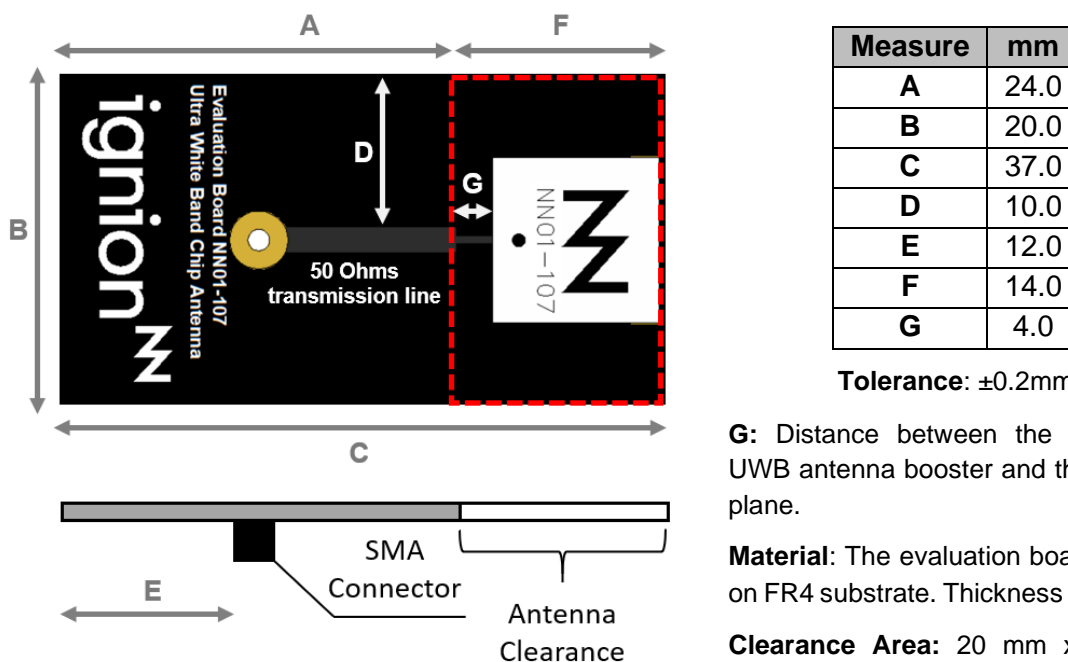 A
F
B
ignion
Evaluation Board NN01-107
Ultra White Band Chip Antenna
D
G
50 Ohms
transmission line
NN01-107
C
E
SMA
Connector
Antenna
Clearance
Measure mm
A 24.0
B 20.0
C 37.0
D 10.0
E 12.0
F 14.0
G 4.0
Tolerance: ±0.2mm
G: Distance between the
UWB antenna booster and
plane.
Material: The evaluation
on FR4 substrate. Thickness
Clearance Area: 20 mm x